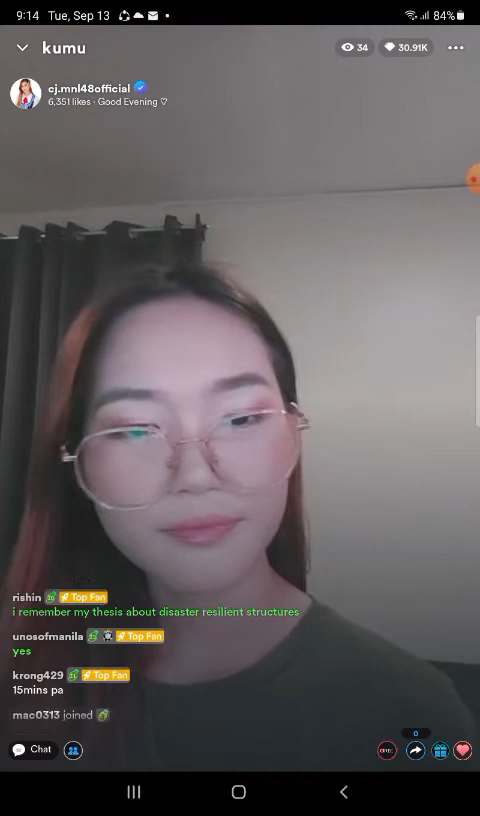 9:14 Tue, Sep 13
84%
kumu
34
30.91K
cj.mnl48official
6,351 likes · Good Evening ♡
rishin Top Fan
i remember my thesis about disaster resilient structures
unosofmanila Top Fan
yes
krong429 Top Fan
15mins pa
mac0313 joined
0
Chat